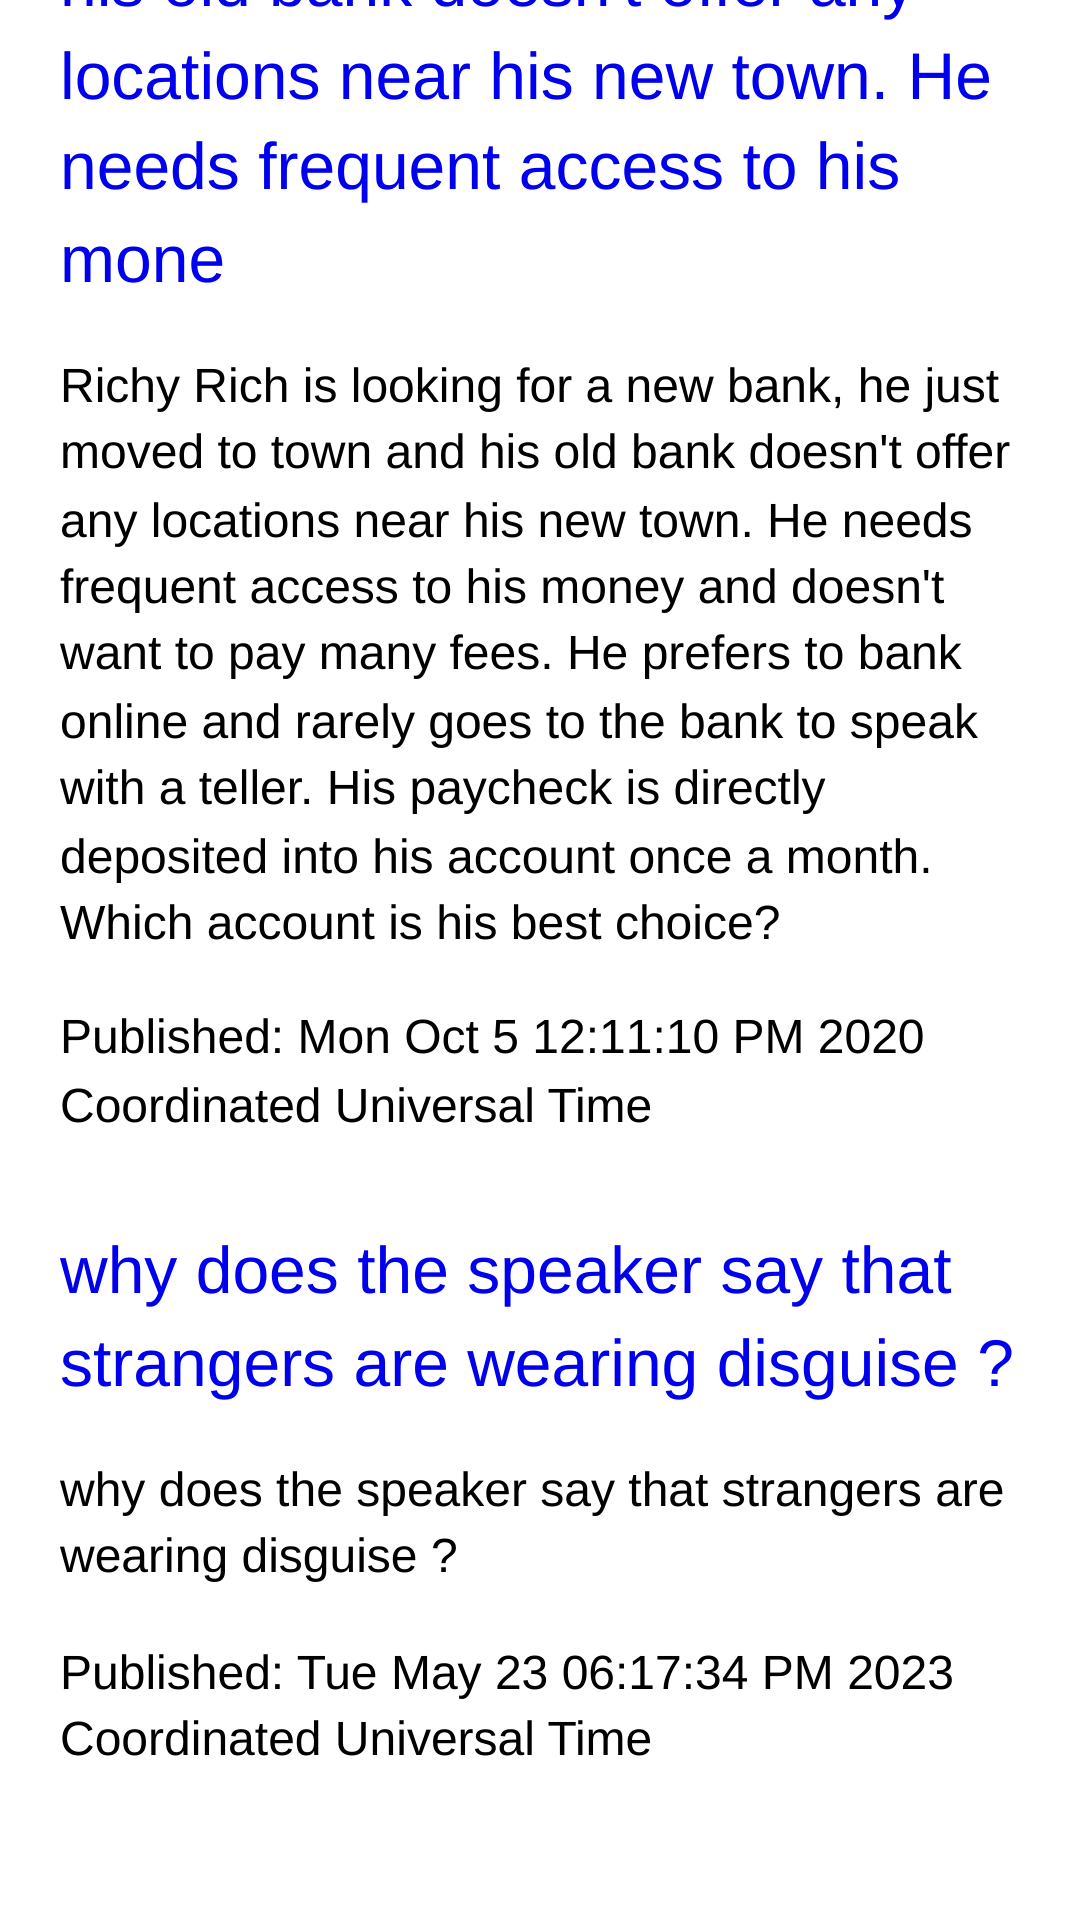 his old bank doesn't offer any
locations near his new town. He
needs frequent access to his
mone
Richy Rich is looking for a new bank, he just
moved to town and his old bank doesn't offer
any locations near his new town. He needs
frequent access to his money and doesn't
want to pay many fees. He prefers to bank
online and rarely goes to the bank to speak
with a teller. His paycheck is directly
deposited into his account once a month.
Which account is his best choice?
Published: Mon Oct 5 12:11:10 PM 2020
Coordinated Universal Time
why does the speaker say that
strangers are wearing disguise ?
why does the speaker say that strangers are
wearing disguise ?
Published: Tue May 23 06:17:34 PM 2023
Coordinated Universal Time